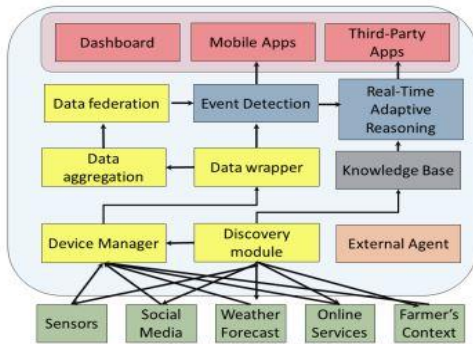 Dashboard
Mobile Apps
Third-Party
Apps
Data federation
Event Detection
Real-Time
Adaptive
Reasoning
Data
aggregation
Data wrapper
Knowledge Base
Device Manager
Discovery
module
External Agent
Sensors
Social
Media
Weather
Forecast
Online
Services
Farmer's
Context